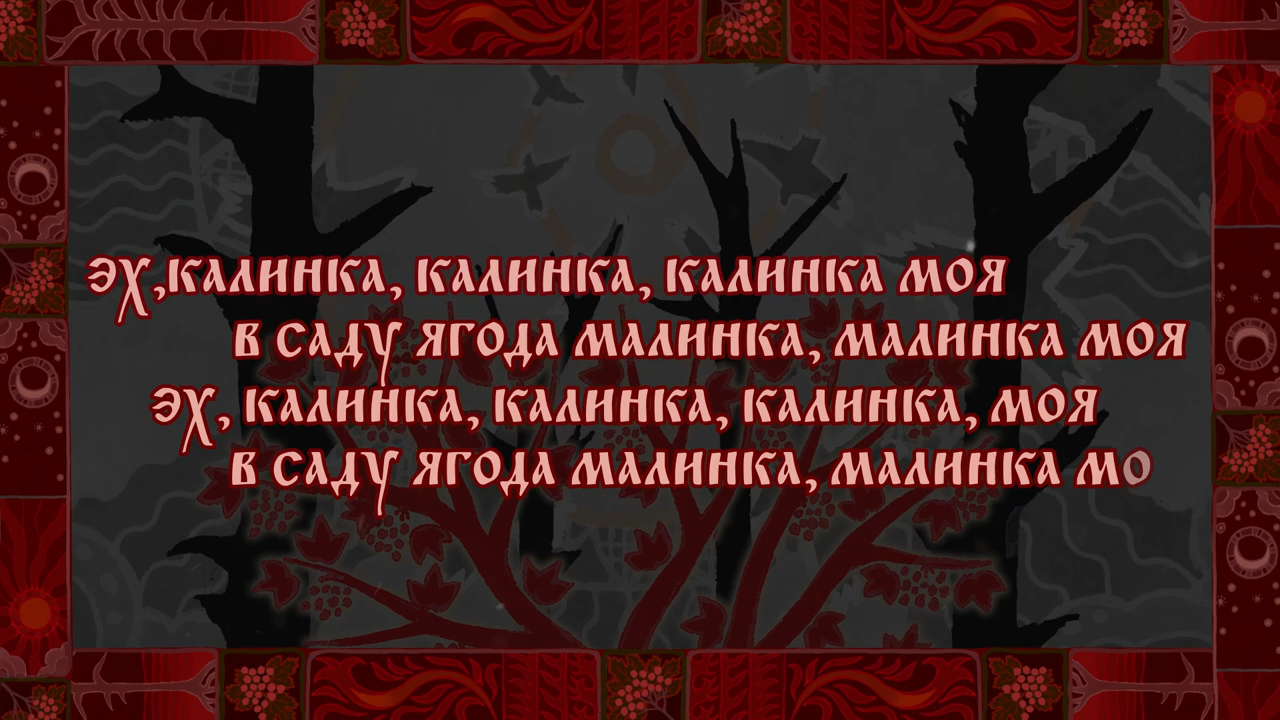 эх,калинка, калинка, калинка моя
в саду ягода малинка, малинка моя
эх, калинка, калинка, калинка, моя
в саду ягода малинка, малинка мо